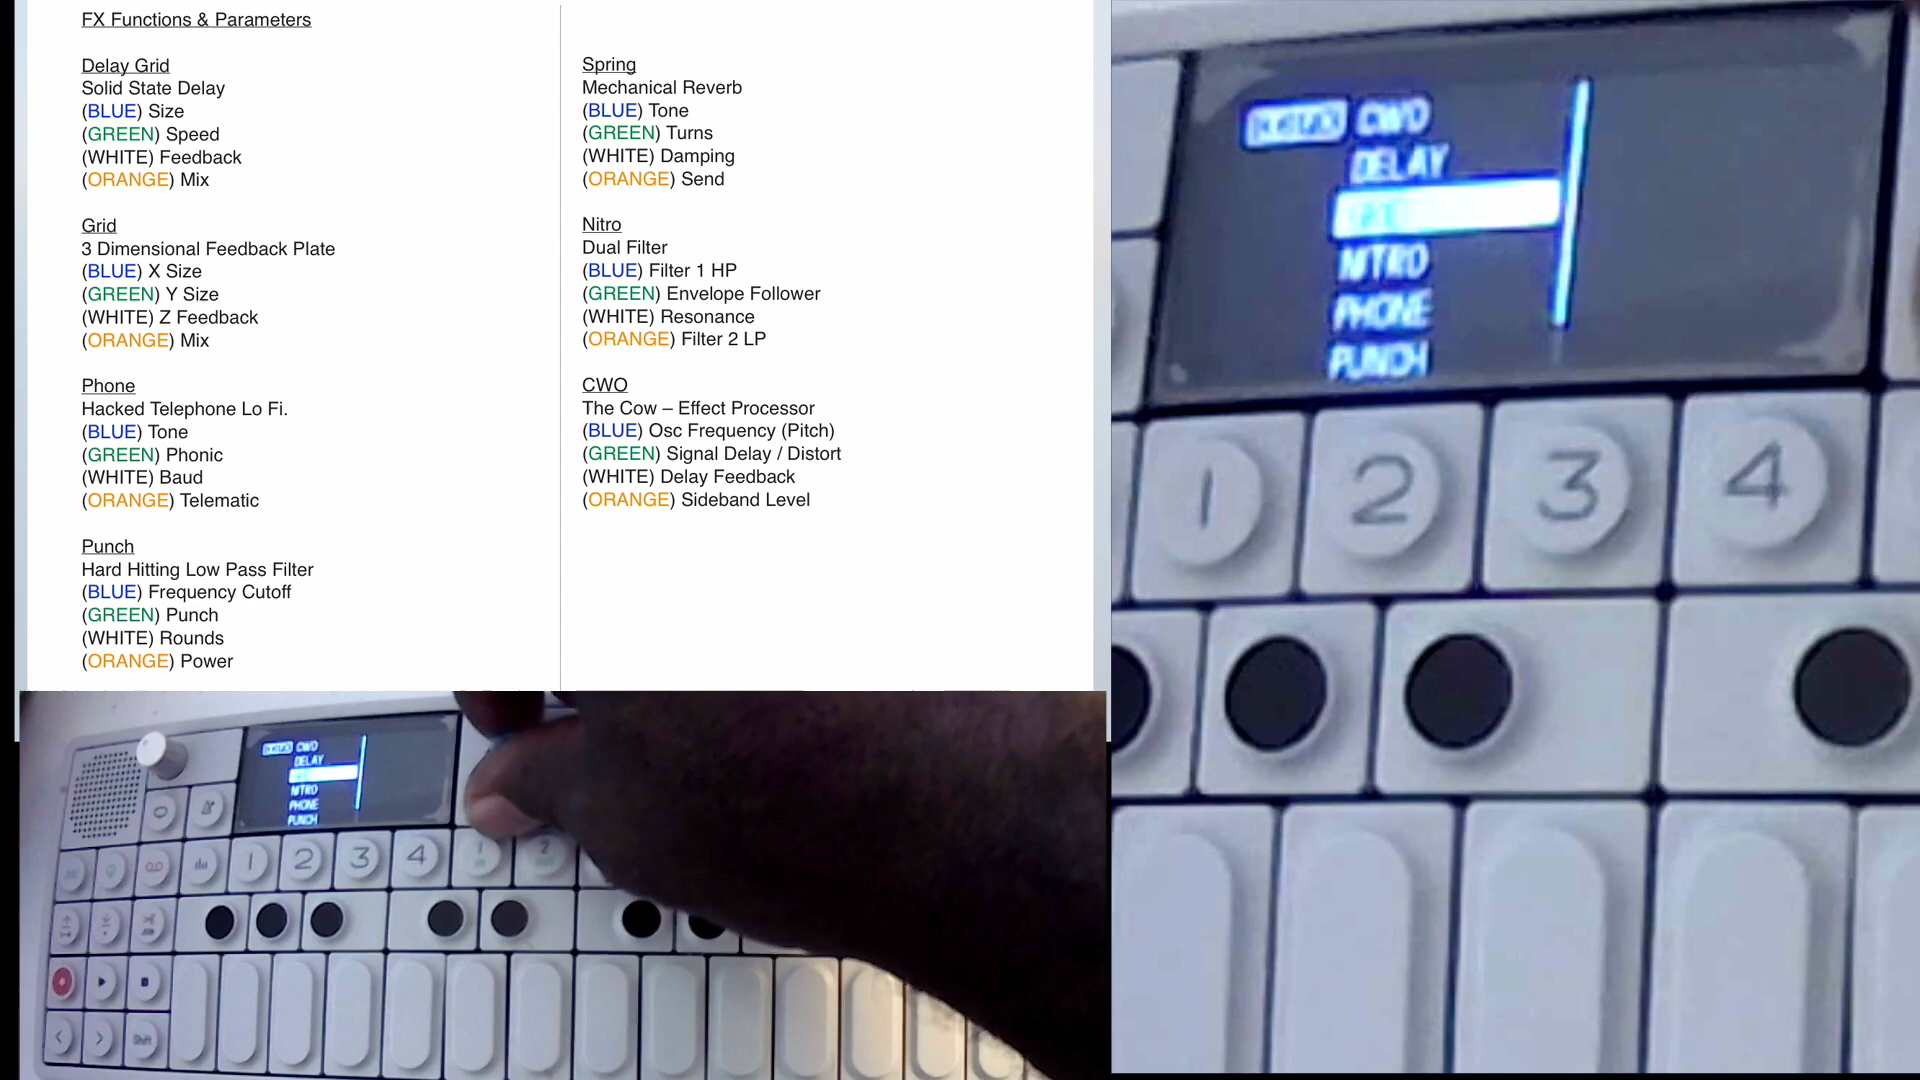 FX Functions & Parameters
Delay Grid
Solid State Delay
(BLUE) Size
(GREEN) Speed
(WHITE) Feedback
(ORANGE) Mix
Grid
3 Dimensional Feedback Plate
(BLUE) X Size
(GREEN) Y Size
(WHITE) Z Feedback
(ORANGE) Mix
Phone
Hacked Telephone Lo Fi.
(BLUE) Tone
(GREEN) Phonic
(WHITE) Baud
(ORANGE) Telematic
Punch
Hard Hitting Low Pass Filter
(BLUE) Frequency Cutoff
(GREEN) Punch
(WHITE) Rounds
(ORANGE) Power
Spring
Mechanical Reverb
(BLUE) Tone
(GREEN) Turns
(WHITE) Damping
(ORANGE) Send
Nitro
Dual Filter
(BLUE) Filter 1 HP
(GREEN) Envelope Follower
(WHITE) Resonance
(ORANGE) Filter 2 LP
CWO
The Cow – Effect Processor
(BLUE) Osc Frequency (Pitch)
(GREEN) Signal Delay / Distort
(WHITE) Delay Feedback
(ORANGE) Sideband Level
CWO
DELAY
NITRO
PHONE
PUNCH
1 2 3 4
CWO
DELAY
NITRO
PHONE
PUNCH
1 2 3 4 1 2
Shift